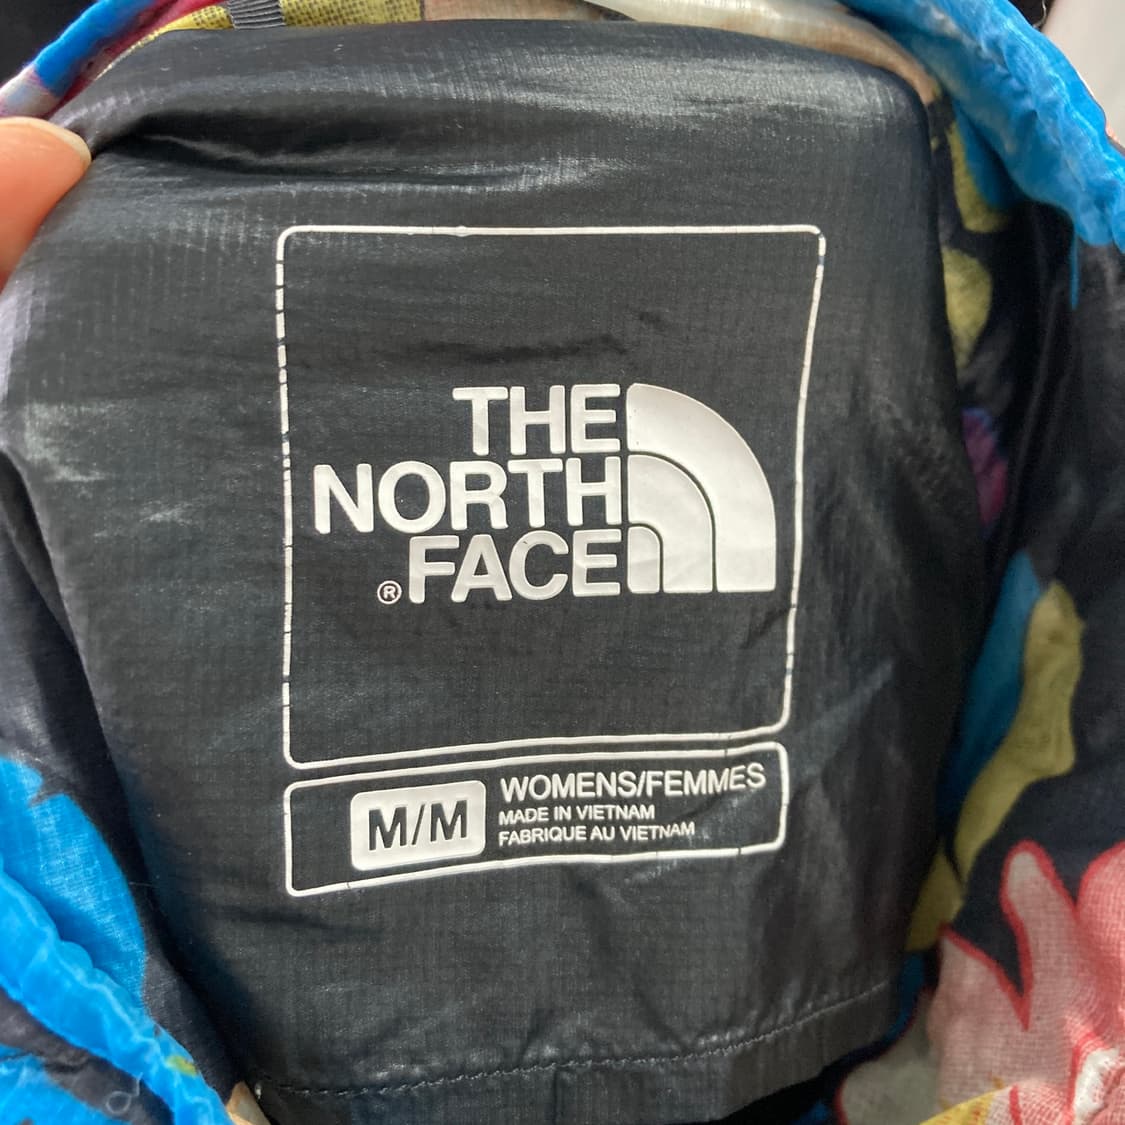 THE
NORTH
® FACE
M/M
WOMENS/FEMMES
MADE IN VIETNAM
FABRIQUE AU VIETNAM